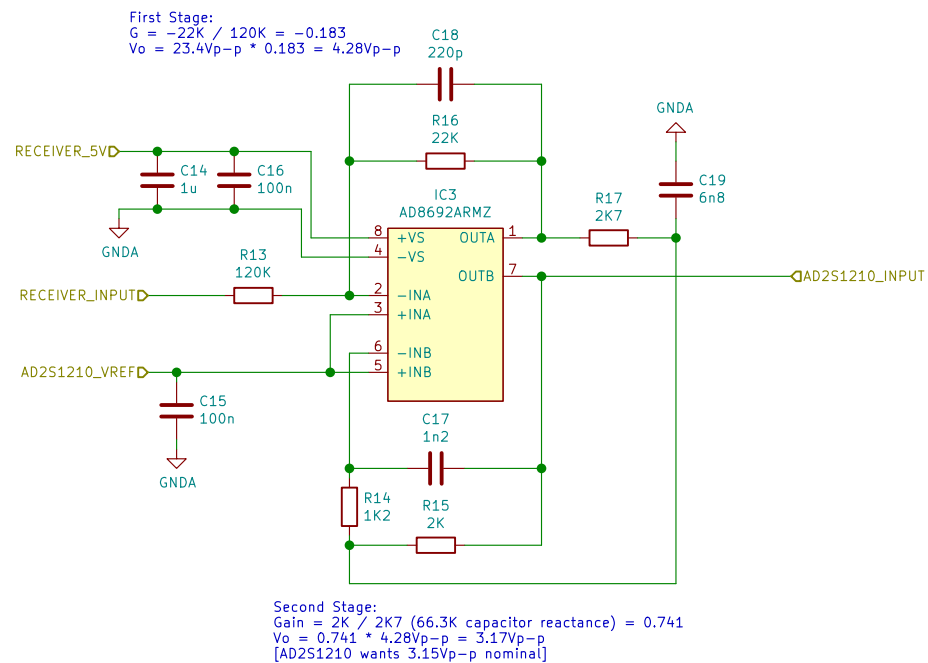 First Stage:
G = -22K / 120K = -0.183
Vo = 23.4Vp-p * 0.183 = 4.28Vp-p
C18
220p
GNDA
R16
22K
RECEIVER_5V
C14
1u
C16
100n
C19
6n8
IC3
AD8692ARMZ
R17
2K7
GNDA
8
+VS
OUTA
1
4
-VS
R13
120K
OUTB
7
AD2S1210_INPUT
RECEIVER_INPUT
2
-INA
3
+INA
6
-INB
AD2S1210_VREF
5
+INB
C15
100n
C17
1n2
GNDA
R14
1K2
R15
2K
Second Stage:
Gain = 2K / 2K7 (66.3K capacitor reactance) = 0.741
Vo = 0.741 * 4.28Vp-p = 3.17Vp-p
[AD2S1210 wants 3.15Vp-p nominal]